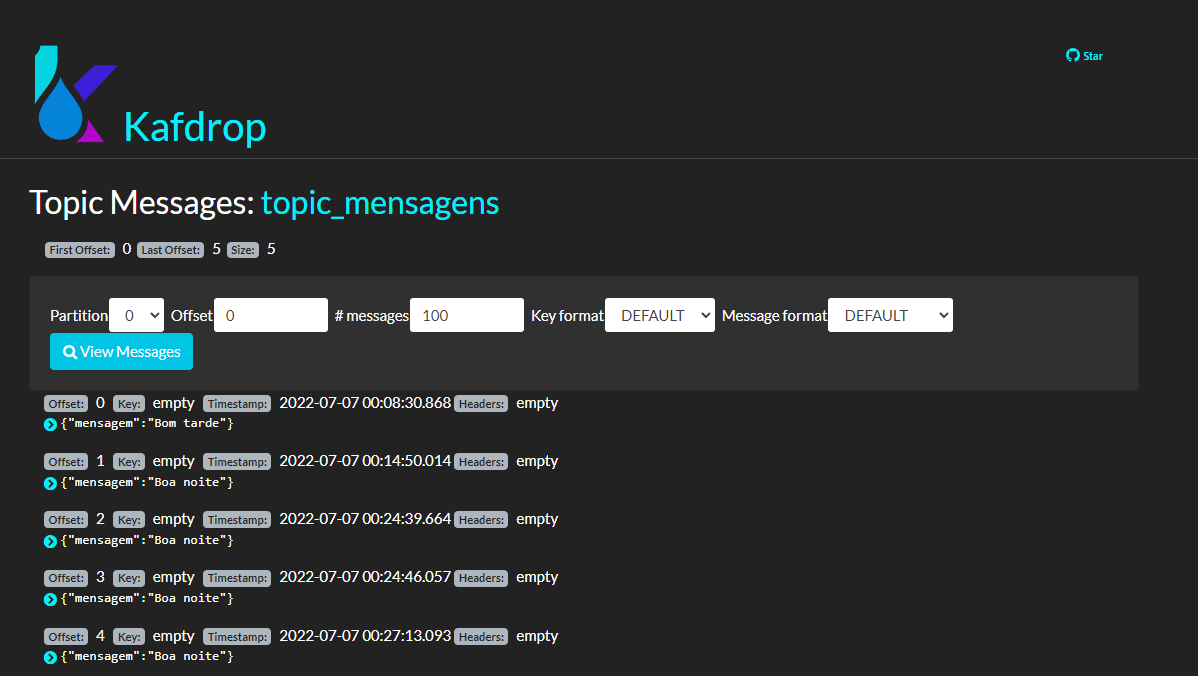 Star
Kafdrop
Topic Messages: topic_mensagens
First Offset: 0 Last Offset: 5 Size: 5
Partition 0 Offset 0 # messages 100 Key format DEFAULT Message format DEFAULT
View Messages
Offset: 0 Key: empty Timestamp: 2022-07-07 00:08:30.868 Headers: empty
{"mensagem":"Bom tarde"}
Offset: 1 Key: empty Timestamp: 2022-07-07 00:14:50.014 Headers: empty
{"mensagem":"Boa noite"}
Offset: 2 Key: empty Timestamp: 2022-07-07 00:24:39.664 Headers: empty
{"mensagem":"Boa noite"}
Offset: 3 Key: empty Timestamp: 2022-07-07 00:24:46.057 Headers: empty
{"mensagem":"Boa noite"}
Offset: 4 Key: empty Timestamp: 2022-07-07 00:27:13.093 Headers: empty
{"mensagem":"Boa noite"}